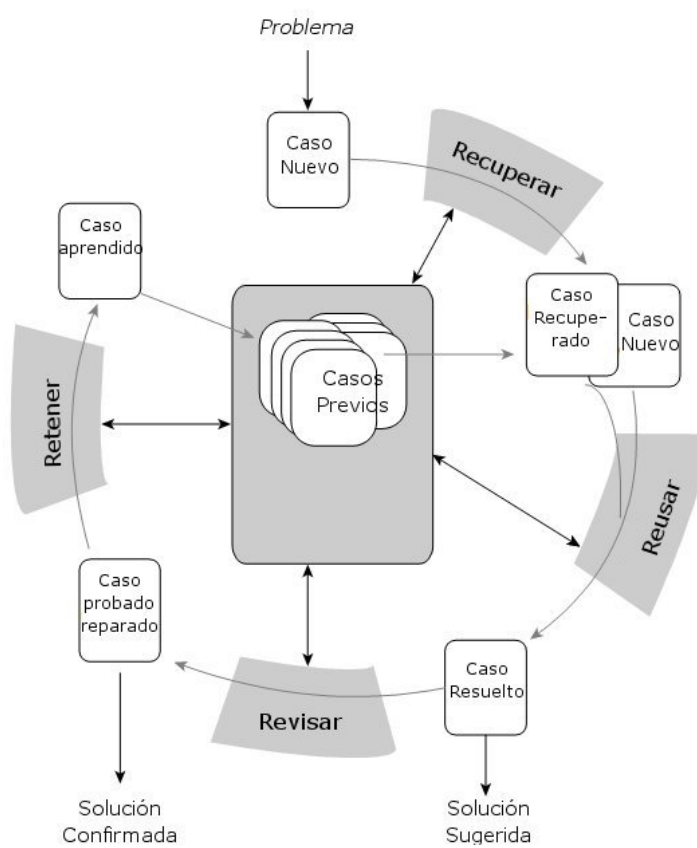 Problema
Caso
Nuevo
Recuperar
Caso
aprendido
Caso
Recupe-
rado
Caso
Nuevo
Casos
Previos
Retener
Reusar
Caso
probado
reparado
Caso
Resuelto
Revisar
Solución
Confirmada
Solución
Sugerida